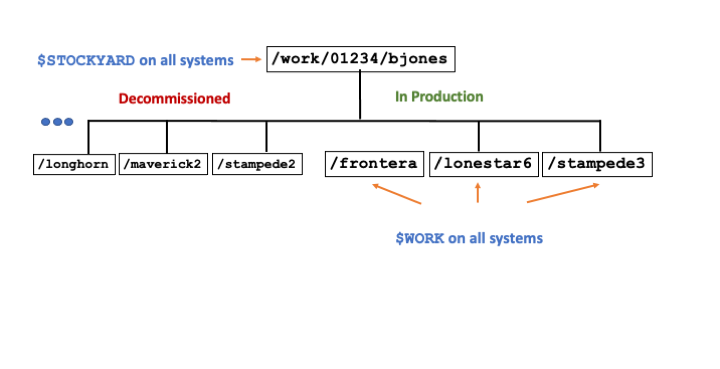 $STOCKYARD on all systems
/work/01234/bjones
Decommissioned
In Production
/longhorn
/maverick2
/stampede2
/frontera
/lonestar6
/stampede3
$WORK on all systems